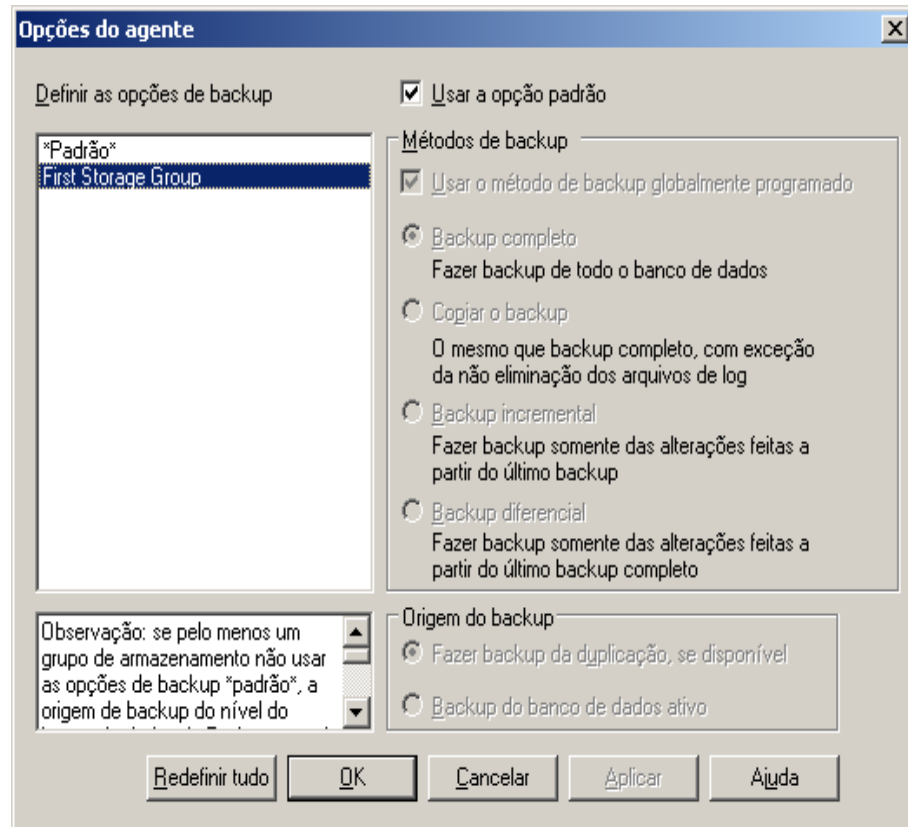 Opções do agente
Definir as opções de backup
Usar a opção padrão
*Padrão*
First Storage Group
Métodos de backup
Usar o método de backup globalmente programado
Backup completo
Fazer backup de todo o banco de dados
Copiar o backup
O mesmo que backup completo, com exceção
da não eliminação dos arquivos de log
Backup incremental
Fazer backup somente das alterações feitas a
partir do último backup
Backup diferencial
Fazer backup somente das alterações feitas a
partir do último backup completo
Observação: se pelo menos um
grupo de armazenamento não usar
as opções de backup *padrão*, a
origem de backup do nível do
Origem do backup
Fazer backup da duplicação, se disponível
Backup do banco de dados ativo
Redefinir tudo
OK
Cancelar
Aplicar
Ajuda